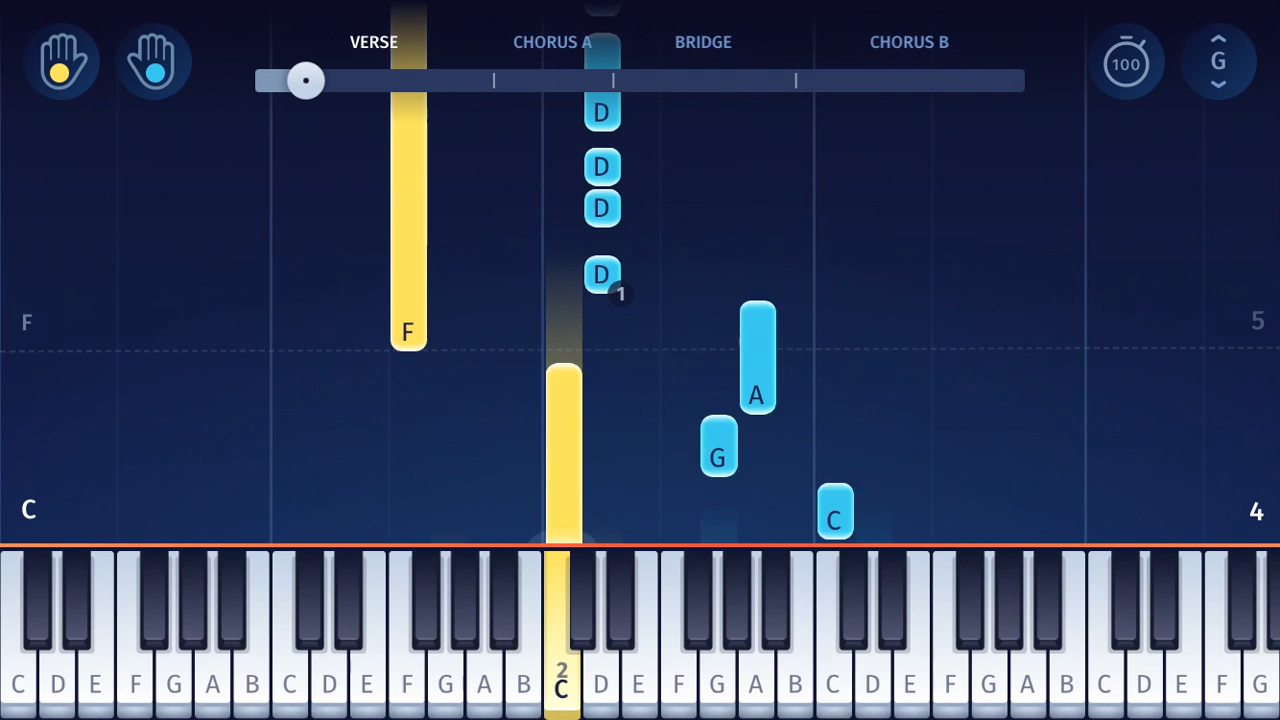 VERSE CHORUS A BRIDGE CHORUS B
100 G
D
D
D
D
1
F 5
F
A
G
C 4
C
2
C D E F G A B C D E F G A B C D E F G A B C D E F G A B C D E F G